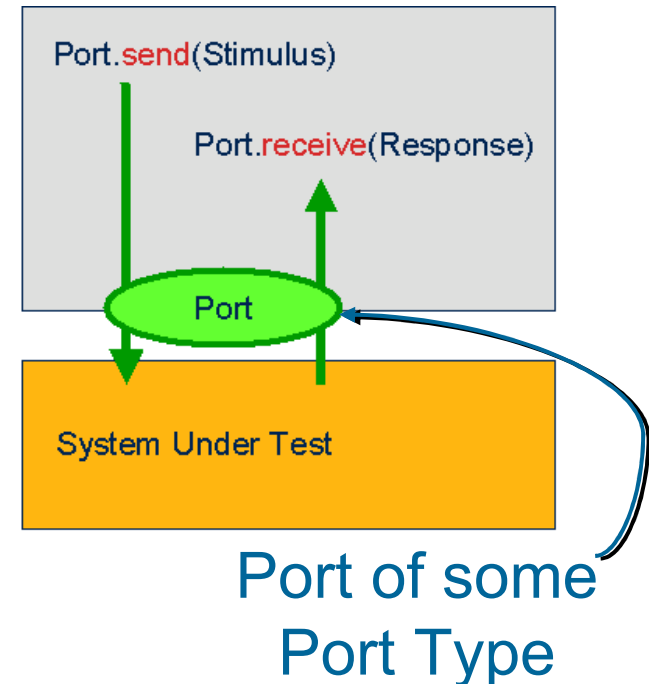 Port.send(Stimulus)
Port.receive(Response)
Port
System Under Test
Port of some
Port Type